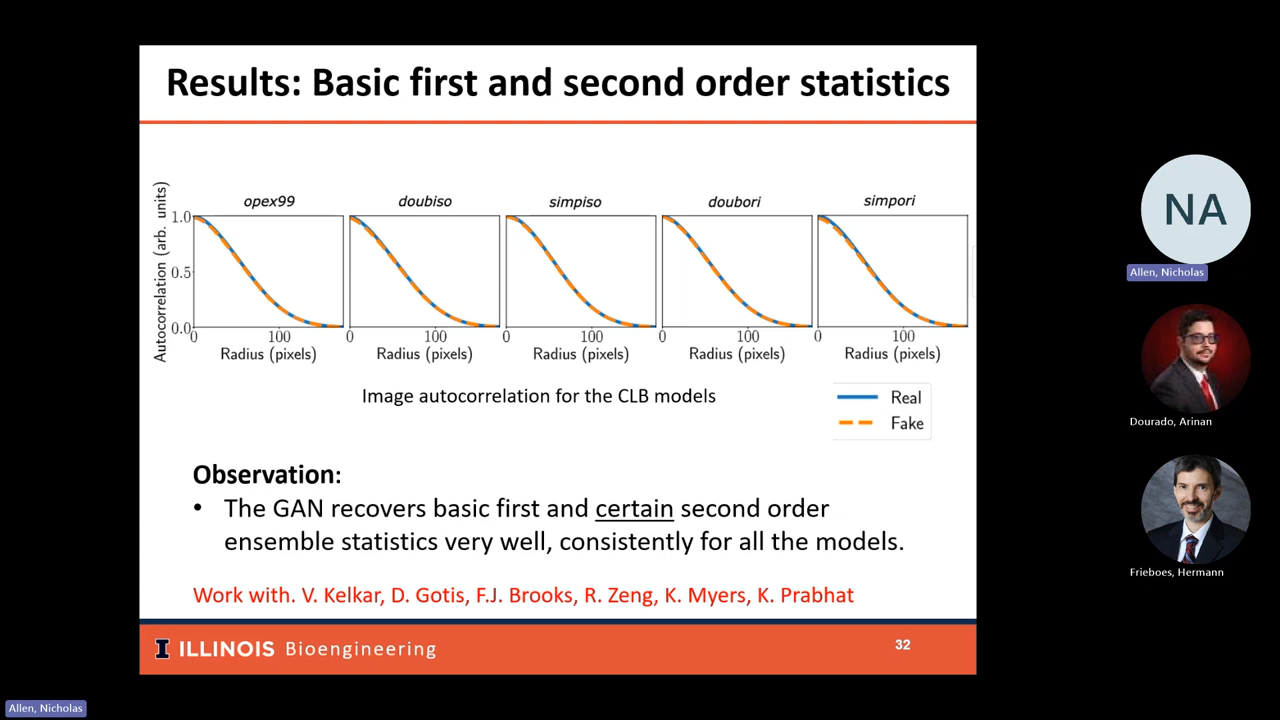 Results: Basic first and second order statistics
opex99 doubiso simpiso doubori simpori
Autocorrelation (arb. units)
1.0
0.5
0.0
0 100 0 100 0 100 0 100 0 100
Radius (pixels) Radius (pixels) Radius (pixels) Radius (pixels) Radius (pixels)
Image autocorrelation for the CLB models
Real
Fake
Observation:
• The GAN recovers basic first and certain second order
ensemble statistics very well, consistently for all the models.
Work with. V. Kelkar, D. Gotis, F.J. Brooks, R. Zeng, K. Myers, K. Prabhat
I ILLINOIS Bioengineering
32
NA
Allen, Nicholas
Dourado, Arinan
Frieboes, Hermann
Allen, Nicholas